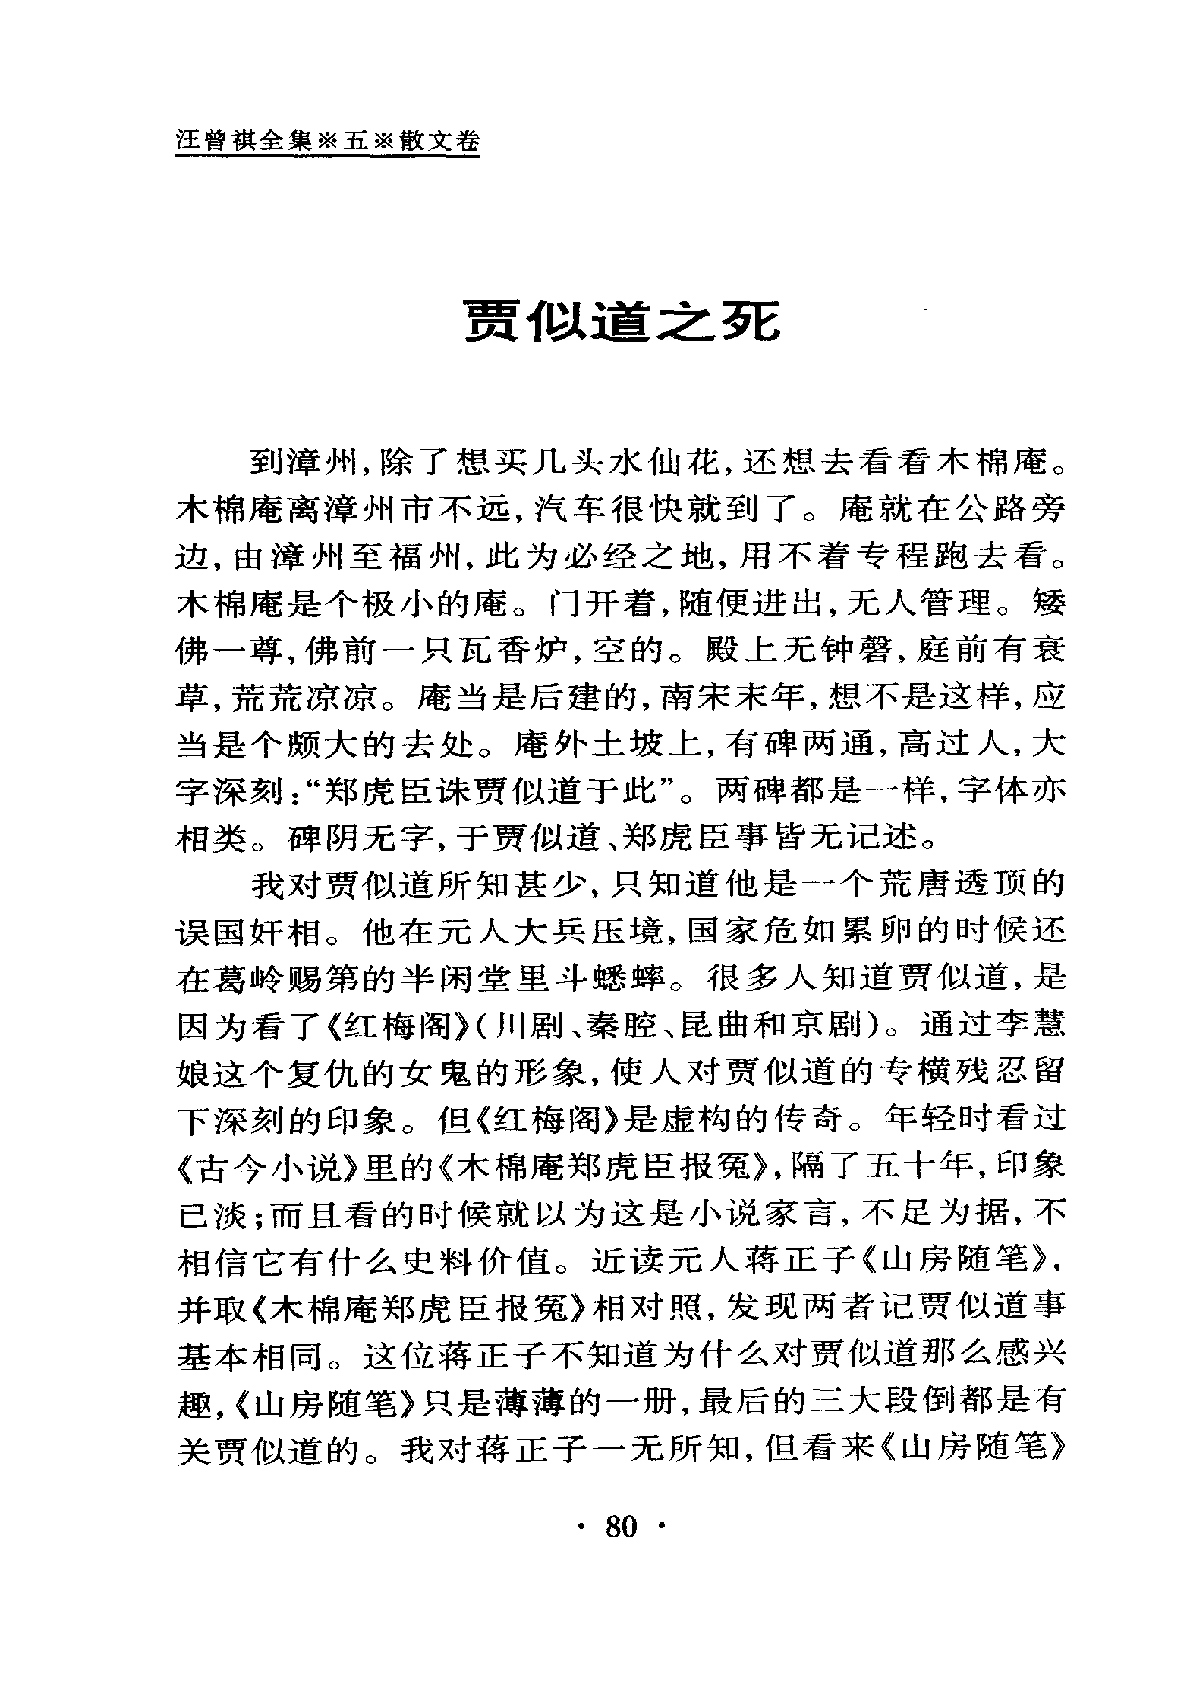 汪曾祺全集※五※散文卷
贾似道之死
到漳州,除了想买几头水仙花,还想去看看木棉庵。
木棉庵离漳州市不远,汽车很快就到了。庵就在公路旁
边,由漳州至福州,此为必经之地,用不着专程跑去看。
木棉庵是个极小的庵。门开着,随便进出,无人管理。矮
佛一尊,佛前一只瓦香炉,空的。殿上无钟磬,庭前有衰
草,荒荒凉凉。庵当是后建的,南宋末年,想不是这样,应
当是个颇大的去处。庵外土坡上,有碑两通,高过人,大
字深刻:“郑虎臣诛贾似道于此”。两碑都是一样,字体亦
相类。碑阴无字,于贾似道、郑虎臣事皆无记述。
我对贾似道所知甚少,只知道他是一个荒唐透顶的
误国奸相。他在元人大兵压境,国家危如累卵的时候还
在葛岭赐第的半闲堂里斗蟋蟀。很多人知道贾似道,是
因为看了《红梅阁》(川剧、秦腔、昆曲和京剧)。通过李慧
娘这个复仇的女鬼的形象,使人对贾似道的专横残忍留
下深刻的印象。但《红梅阁》是虚构的传奇。年轻时看过
《古今小说》里的《木棉庵郑虎臣报冤》,隔了五十年,印象
已淡;而且看的时候就以为这是小说家言,不足为据,不
相信它有什么史料价值。近读元人蒋正子《山房随笔》,
并取《木棉庵郑虎臣报冤》相对照,发现两者记贾似道事
基本相同。这位蒋正子不知道为什么对贾似道那么感兴
趣,《山房随笔》只是薄薄的一册,最后的三大段倒都是有
关贾似道的。我对蒋正子一无所知,但看来《山房随笔》
· 80 ·